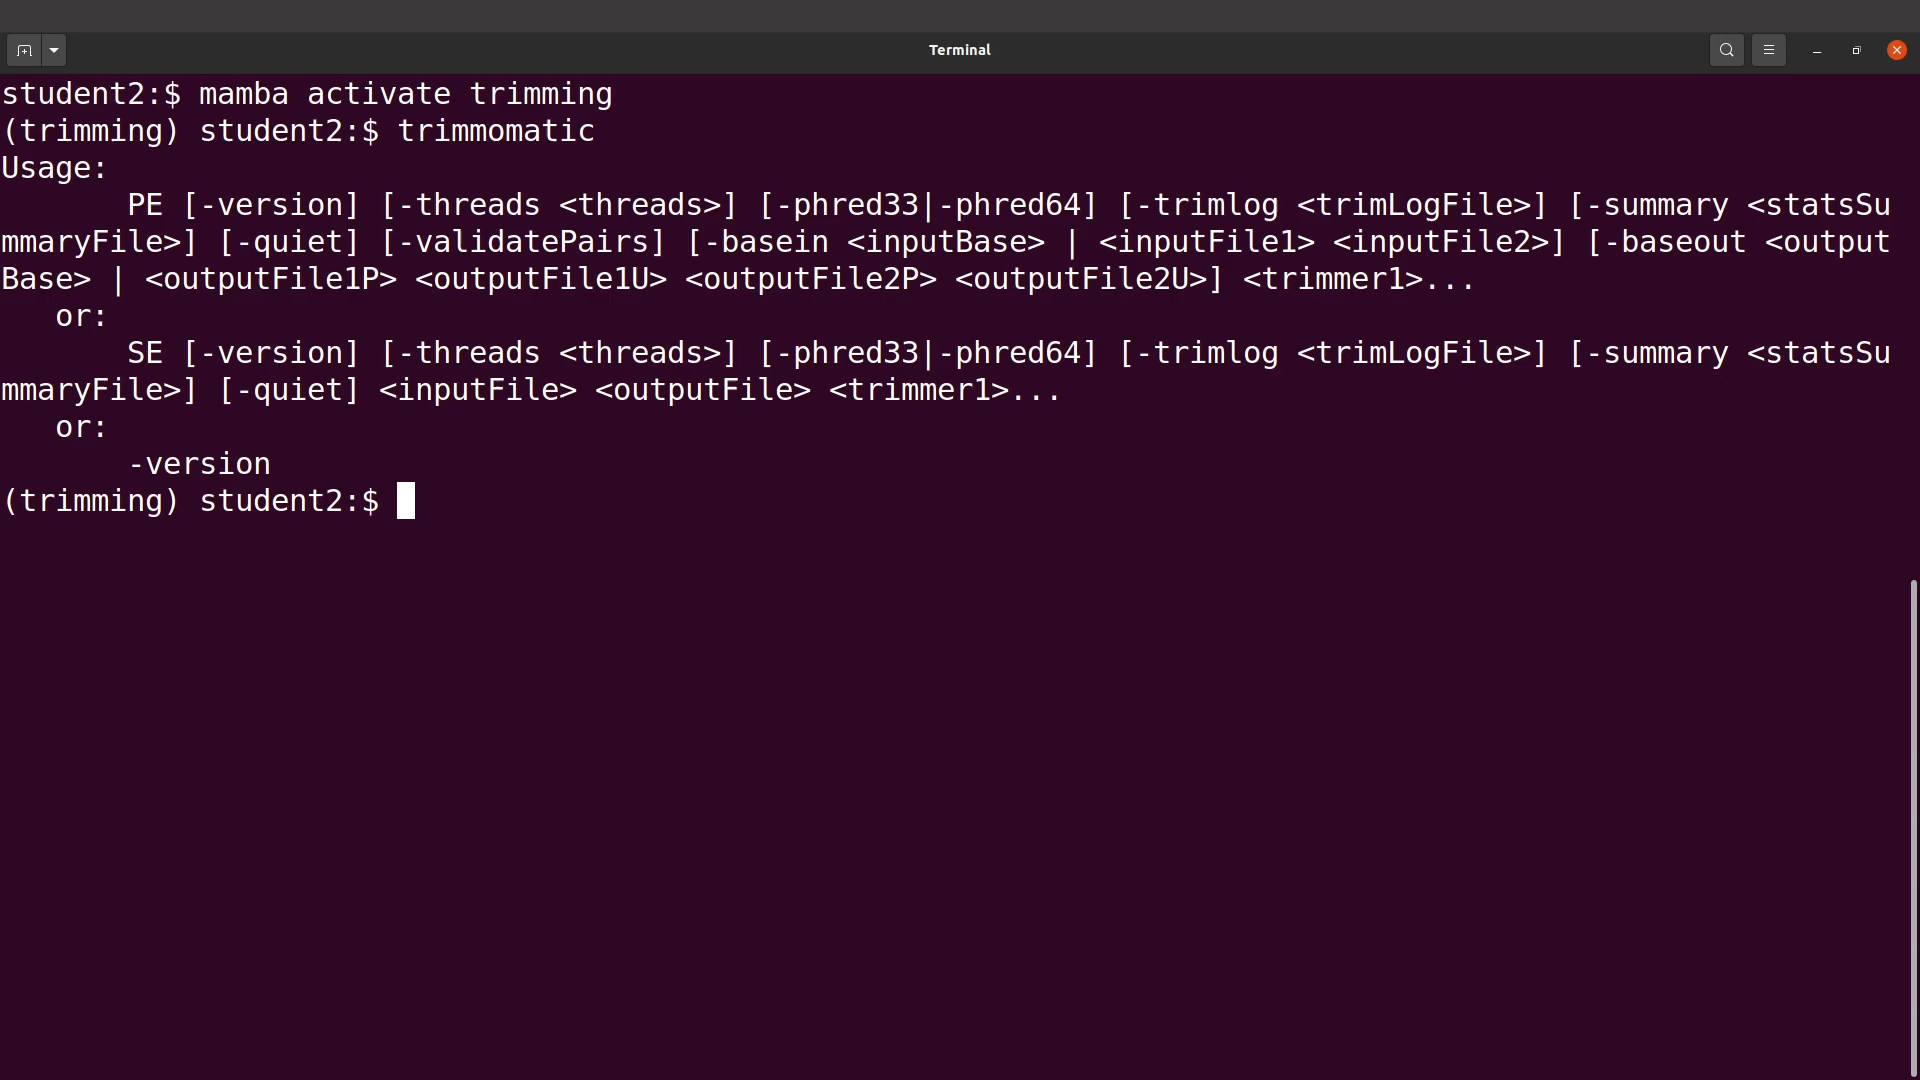 Terminal
student2:$ mamba activate trimming
(trimming) student2:$ trimmomatic
Usage:
       PE [-version] [-threads <threads>] [-phred33|-phred64] [-trimlog <trimLogFile>] [-summary <statsSu
mmaryFile>] [-quiet] [-validatePairs] [-basein <inputBase> | <inputFile1> <inputFile2>] [-baseout <output
Base> | <outputFile1P> <outputFile1U> <outputFile2P> <outputFile2U>] <trimmer1>...
   or:
       SE [-version] [-threads <threads>] [-phred33|-phred64] [-trimlog <trimLogFile>] [-summary <statsSu
mmaryFile>] [-quiet] <inputFile> <outputFile> <trimmer1>...
   or:
       -version
(trimming) student2:$